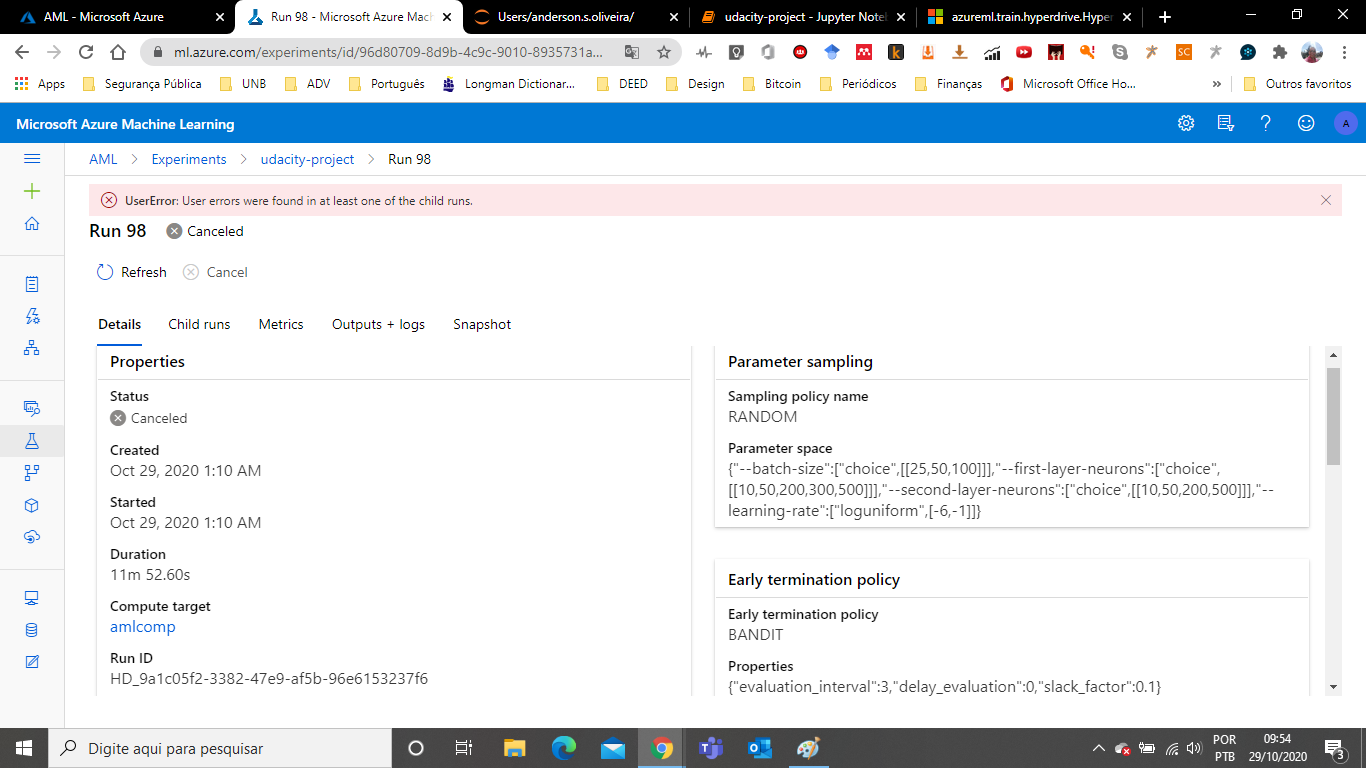 AML - Microsoft Azure
Run 98 - Microsoft Azure Mach
Users/anderson.s.oliveira/
udacity-project - Jupyter Note
azureml.train.hyperdrive.Hyper
ml.azure.com/experiments/id/96d80709-8d9b-4c9c-9010-8935731a...
Apps
Segurança Pública
UNB
ADV
Português
Longman Dictionar...
DEED
Design
Bitcoin
Periódicos
Finanças
Microsoft Office Ho...
»
Outros favoritos
Microsoft Azure Machine Learning
A
AML > Experiments > udacity-project > Run 98
UserError: User errors were found in at least one of the child runs.
Run 98
Canceled
Refresh
Cancel
Details
Child runs
Metrics
Outputs + logs
Snapshot
Properties
Status
Canceled
Created
Oct 29, 2020 1:10 AM
Started
Oct 29, 2020 1:10 AM
Duration
11m 52.60s
Compute target
amlcomp
Run ID
HD_9a1c05f2-3382-47e9-af5b-96e6153237f6
Parameter sampling
Sampling policy name
RANDOM
Parameter space
{"--batch-size":["choice",[[25,50,100]]],"--first-layer-neurons":["choice",
[[10,50,200,300,500]]],"--second-layer-neurons":["choice",[[10,50,200,500]]],"--
learning-rate":["loguniform",[-6,-1]]}
Early termination policy
Early termination policy
BANDIT
Properties
{"evaluation_interval":3,"delay_evaluation":0,"slack_factor":0.1}
Digite aqui para pesquisar
POR
PTB
09:54
29/10/2020
3